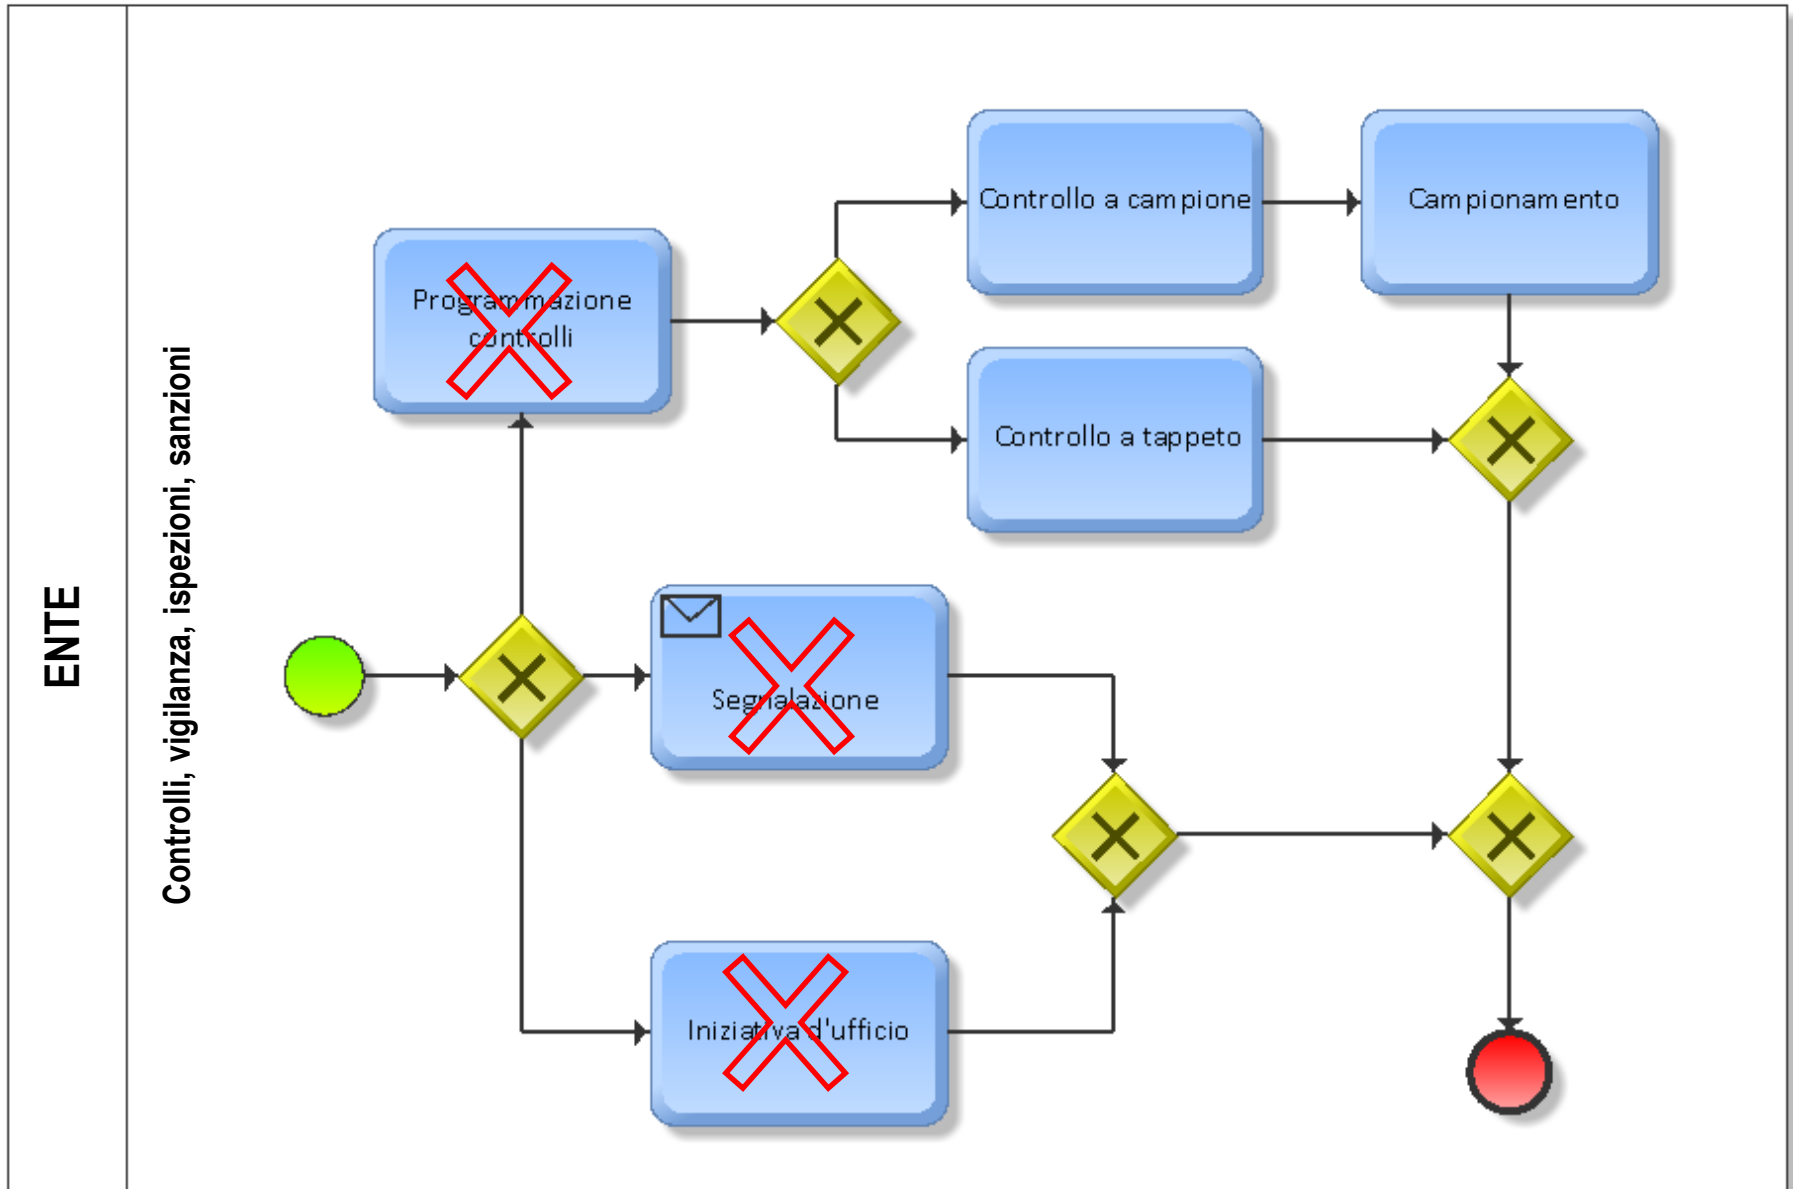 ENTE
Controlli, vigilanza, ispezioni, sanzioni
Programmazione
controlli
Controllo a campione
Campionamento
Controllo a tappeto
Segnalazione
Iniziativa d'ufficio